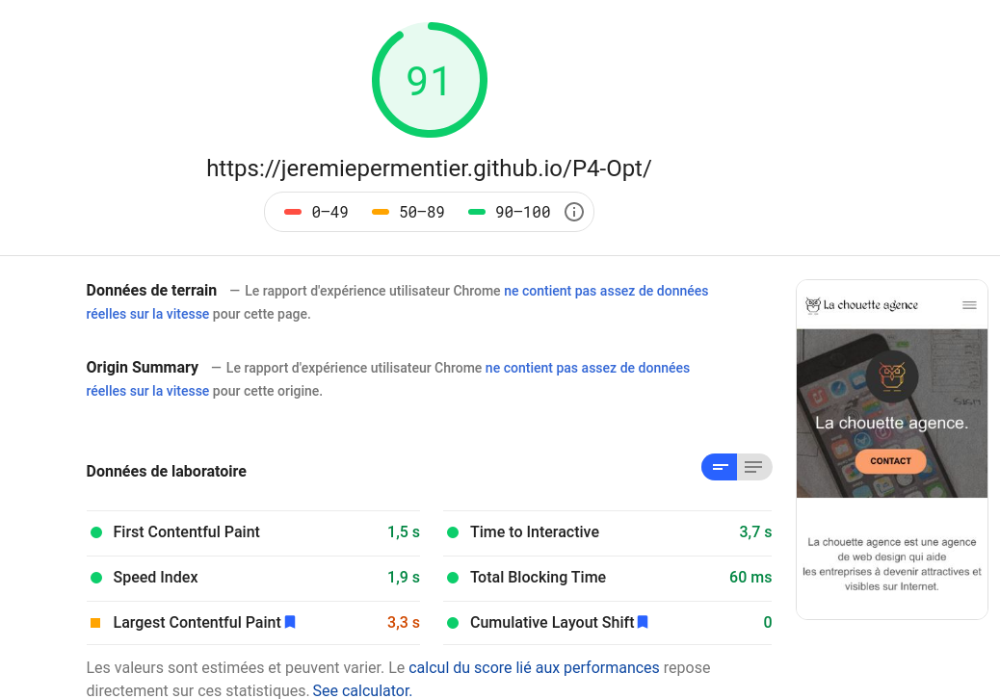 91
https://jeremiepermentier.github.io/P4-Opt/
0–49 50–89 90–100
Données de terrain — Le rapport d'expérience utilisateur Chrome ne contient pas assez de données
réelles sur la vitesse pour cette page.
Origin Summary — Le rapport d'expérience utilisateur Chrome ne contient pas assez de données
réelles sur la vitesse pour cette origine.
Données de laboratoire
First Contentful Paint 1,5 s
Time to Interactive 3,7 s
Speed Index 1,9 s
Total Blocking Time 60 ms
Largest Contentful Paint 3,3 s
Cumulative Layout Shift 0
Les valeurs sont estimées et peuvent varier. Le calcul du score lié aux performances repose
directement sur ces statistiques. See calculator.
La chouette agence
La chouette agence.
CONTACT
La chouette agence est une agence
de web design qui aide
les entreprises à devenir attractives et
visibles sur Internet.